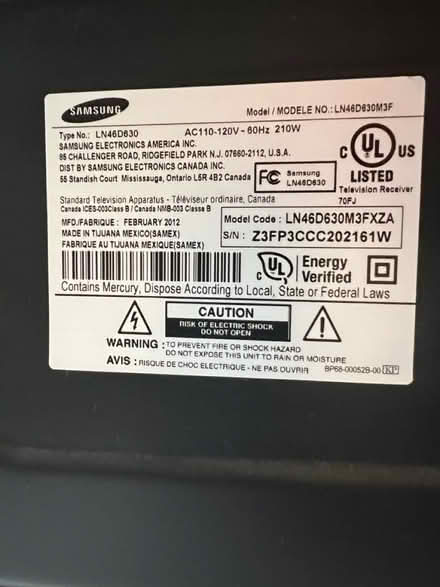 SAMSUNG
Model / MODELE NO.: LN46D630M3F
Type No.: LN46D630 AC110-120V~60Hz 210W
SAMSUNG ELECTRONICS AMERICA INC.
85 CHALLENGER ROAD, RIDGEFIELD PARK N.J. 07660-2112, U.S.A.
DIST BY SAMSUNG ELECTRONICS CANADA INC.
55 Standish Court Mississauga, Ontario L5R 4B2 Canada
FC Samsung
LN46D630
C UL US
LISTED
Television Receiver
70FJ
Standard Television Apparatus - Téléviseur ordinaire, Canada
Canada ICES-003Class B / Canada NMB-003 Classe B
MFD/FABRIQUE : FEBRUARY 2012
MADE IN TIJUANA MEXICO(SAMEX)
FABRIQUE AU TIJUANA MEXIQUE(SAMEX)
Model Code : LN46D630M3FXZA
S/N : Z3FP3CCC202161W
C UL Energy
Verified
Contains Mercury, Dispose According to Local, State or Federal Laws
CAUTION
RISK OF ELECTRIC SHOCK
DO NOT OPEN
WARNING : TO PREVENT FIRE OR SHOCK HAZARD
DO NOT EXPOSE THIS UNIT TO RAIN OR MOISTURE
AVIS : RISQUE DE CHOC ELECTRIQUE - NE PAS OUVRIR
BP68-00052B-00 KP